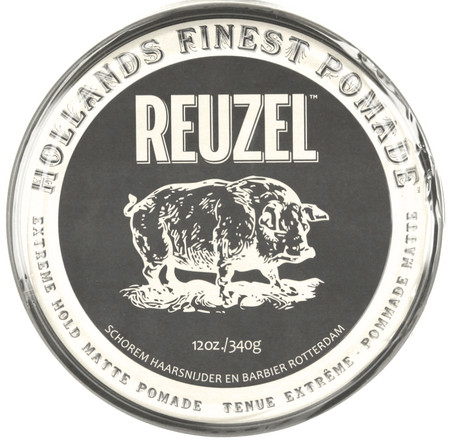 HOLLANDS FINEST POMADE
REUZEL™
12oz./340g
SCHOREM HAARSNIJDER EN BARBIER ROTTERDAM
EXTREME HOLD MATTE POMADE TENUE EXTRÊME · POMMADE MATTE